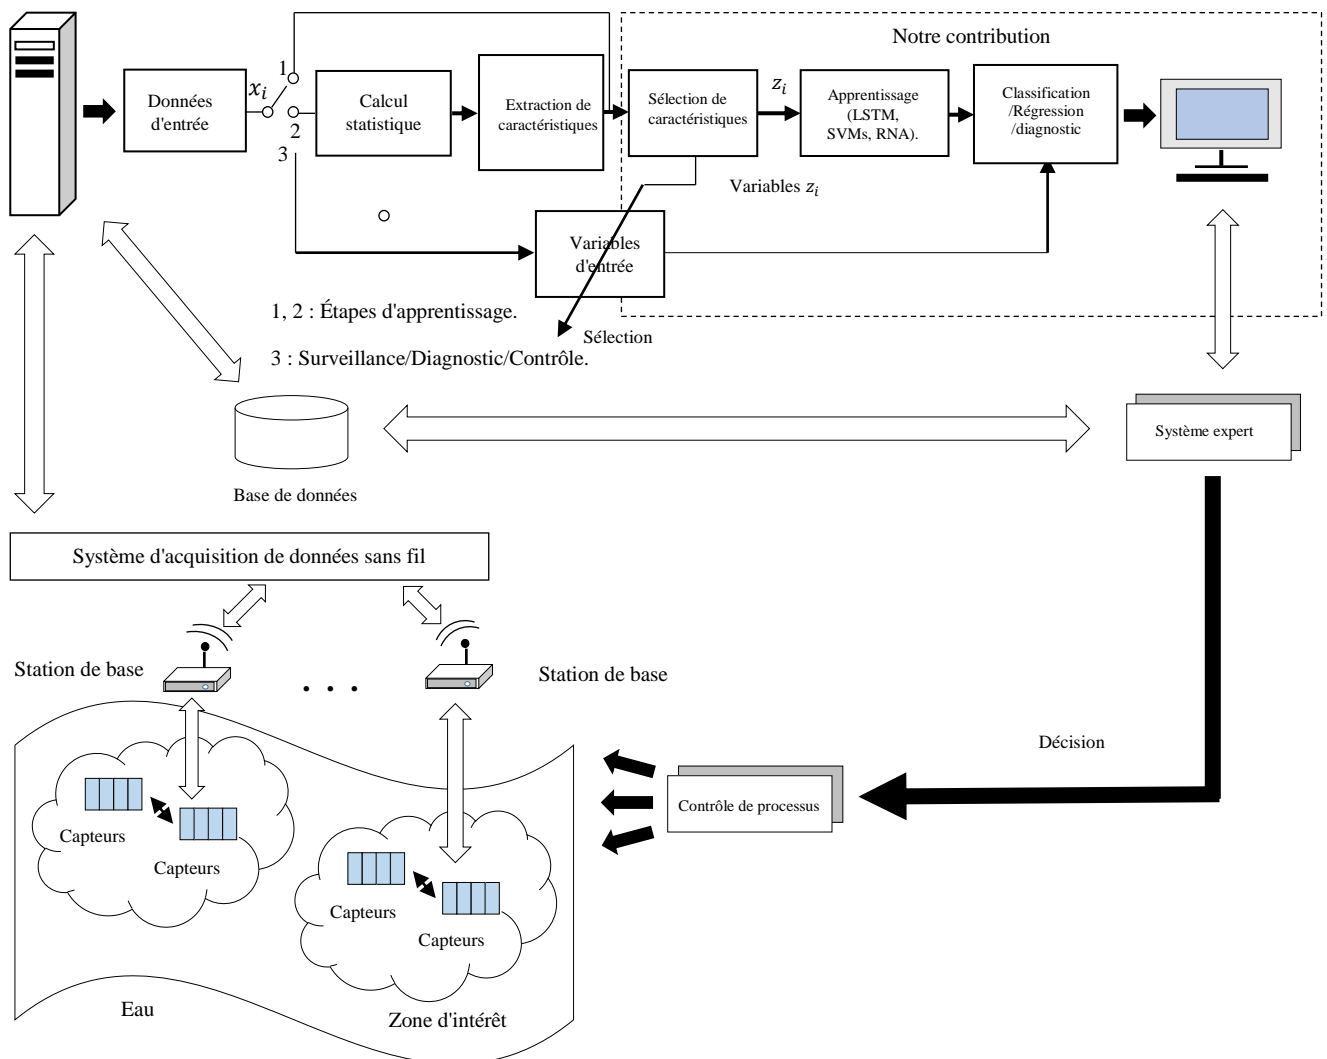 Notre contribution
Données
d'entrée
x_i
1
2
3
Calcul
statistique
Extraction de
caractéristiques
Sélection de
caractéristiques
z_i
Apprentissage
(LSTM,
SVMs, RNA).
Classification
/Régression
/diagnostic
Variables z_i
Variables
d'entrée
Sélection
1, 2 : Étapes d'apprentissage.
3 : Surveillance/Diagnostic/Contrôle.
Base de données
Système expert
Système d'acquisition de données sans fil
Station de base
. . .
Station de base
Décision
Contrôle de processus
Capteurs
Capteurs
Capteurs
Capteurs
Eau
Zone d'intérêt